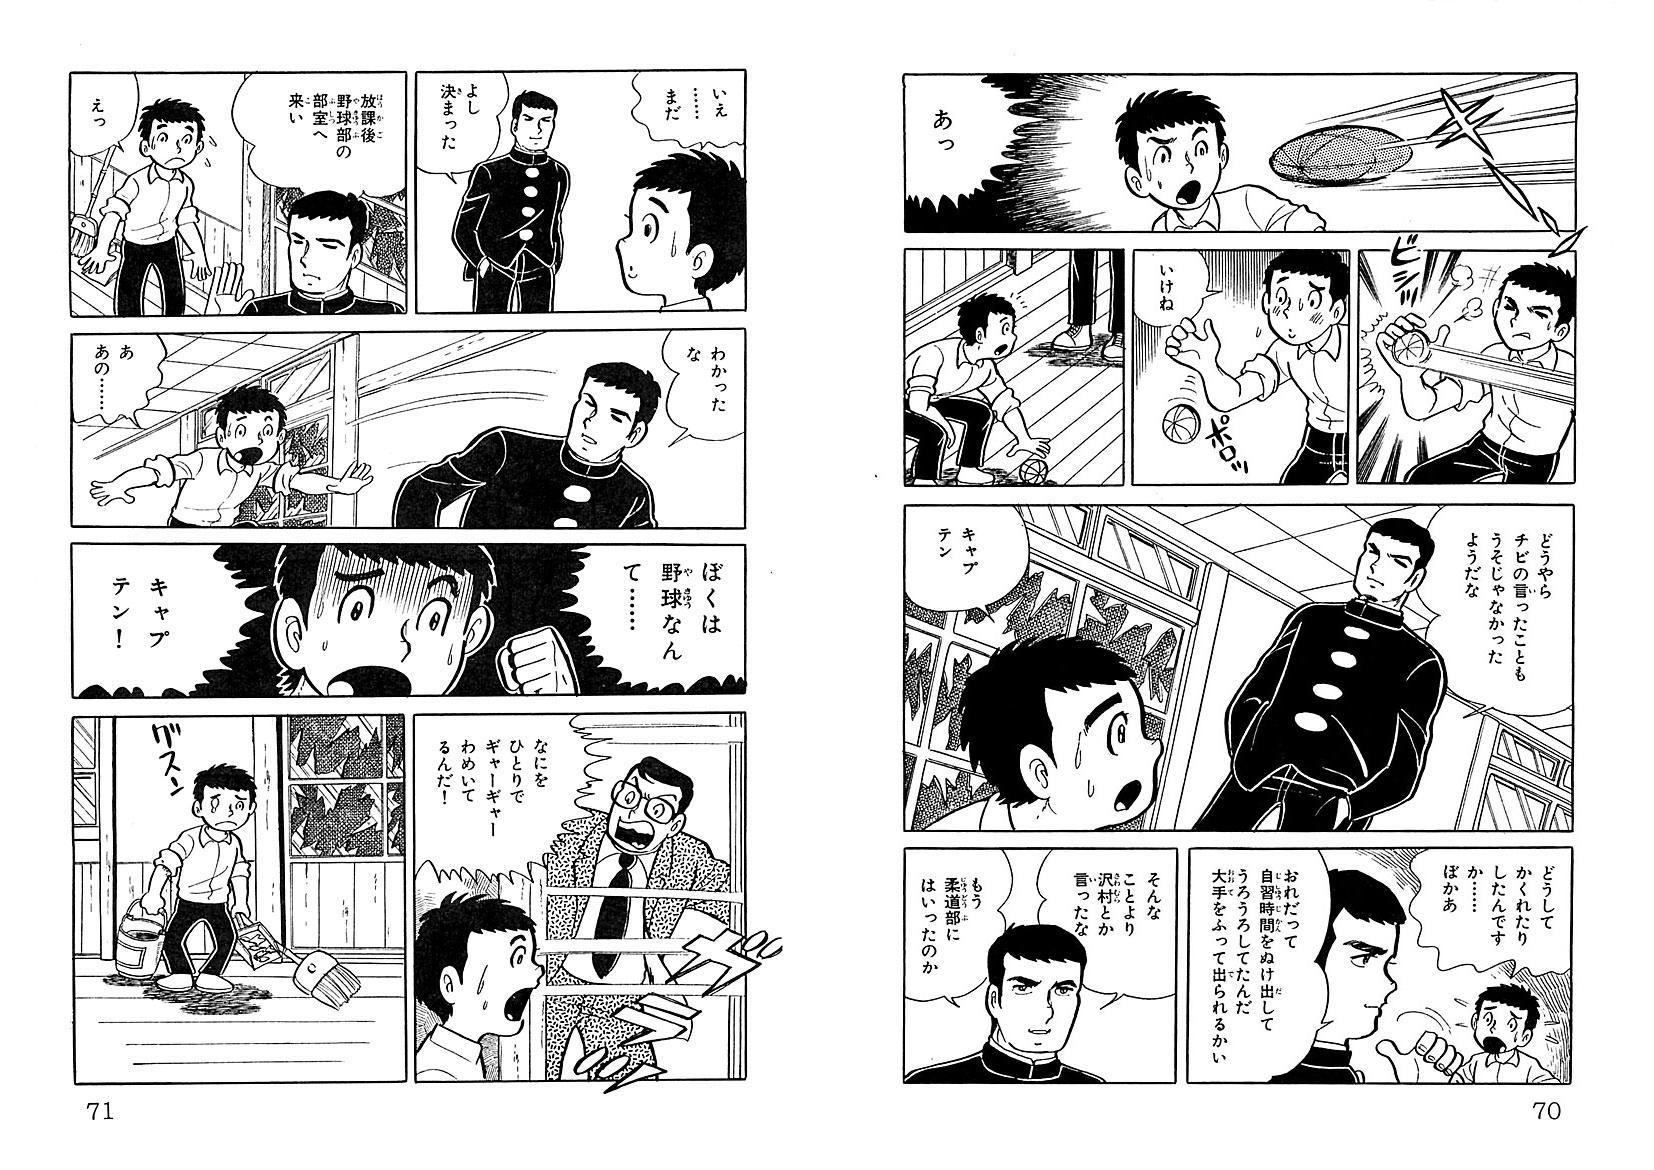 あっ
ビシッ
いけね
ポロッ
どうやら
チビの言ったことも
うそじゃなかった
ようだな
キャプ
テン
どうして
かくれたり
したんです
か……
ぼかあ
おれだって
自習時間をぬけ出して
うろうろしてたんだ
大手をふって出られるかい
そんな
ことより
沢村とか
言ったな
もう
柔道部に
はいったのか
70
いえ
……
まだ
よし
決まった
放課後
野球部の
部室へ
来い
えっ
わかった
な
あ
あの……
ぼくは
野球なん
て……
キャプ
テン！
なにを
ひとりで
ギャーギャー
わめいて
るんだ！
ガラッ
グスン
71